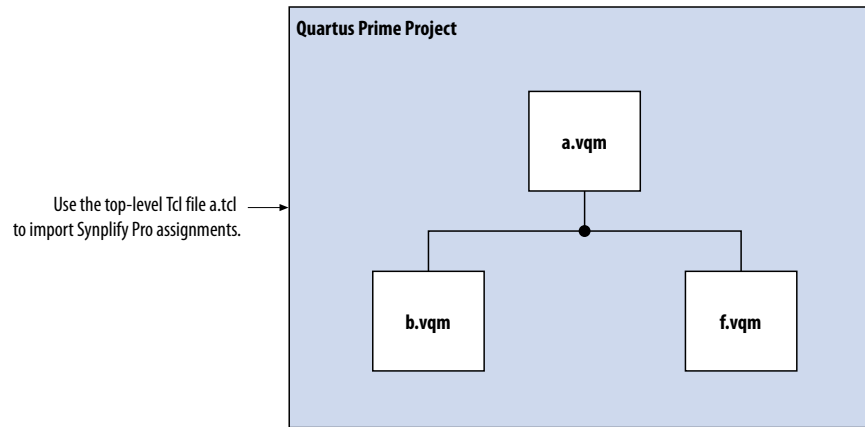 Quartus Prime Project
a.vqm
Use the top-level Tcl file a.tcl
to import Synplify Pro assignments.
b.vqm
f.vqm